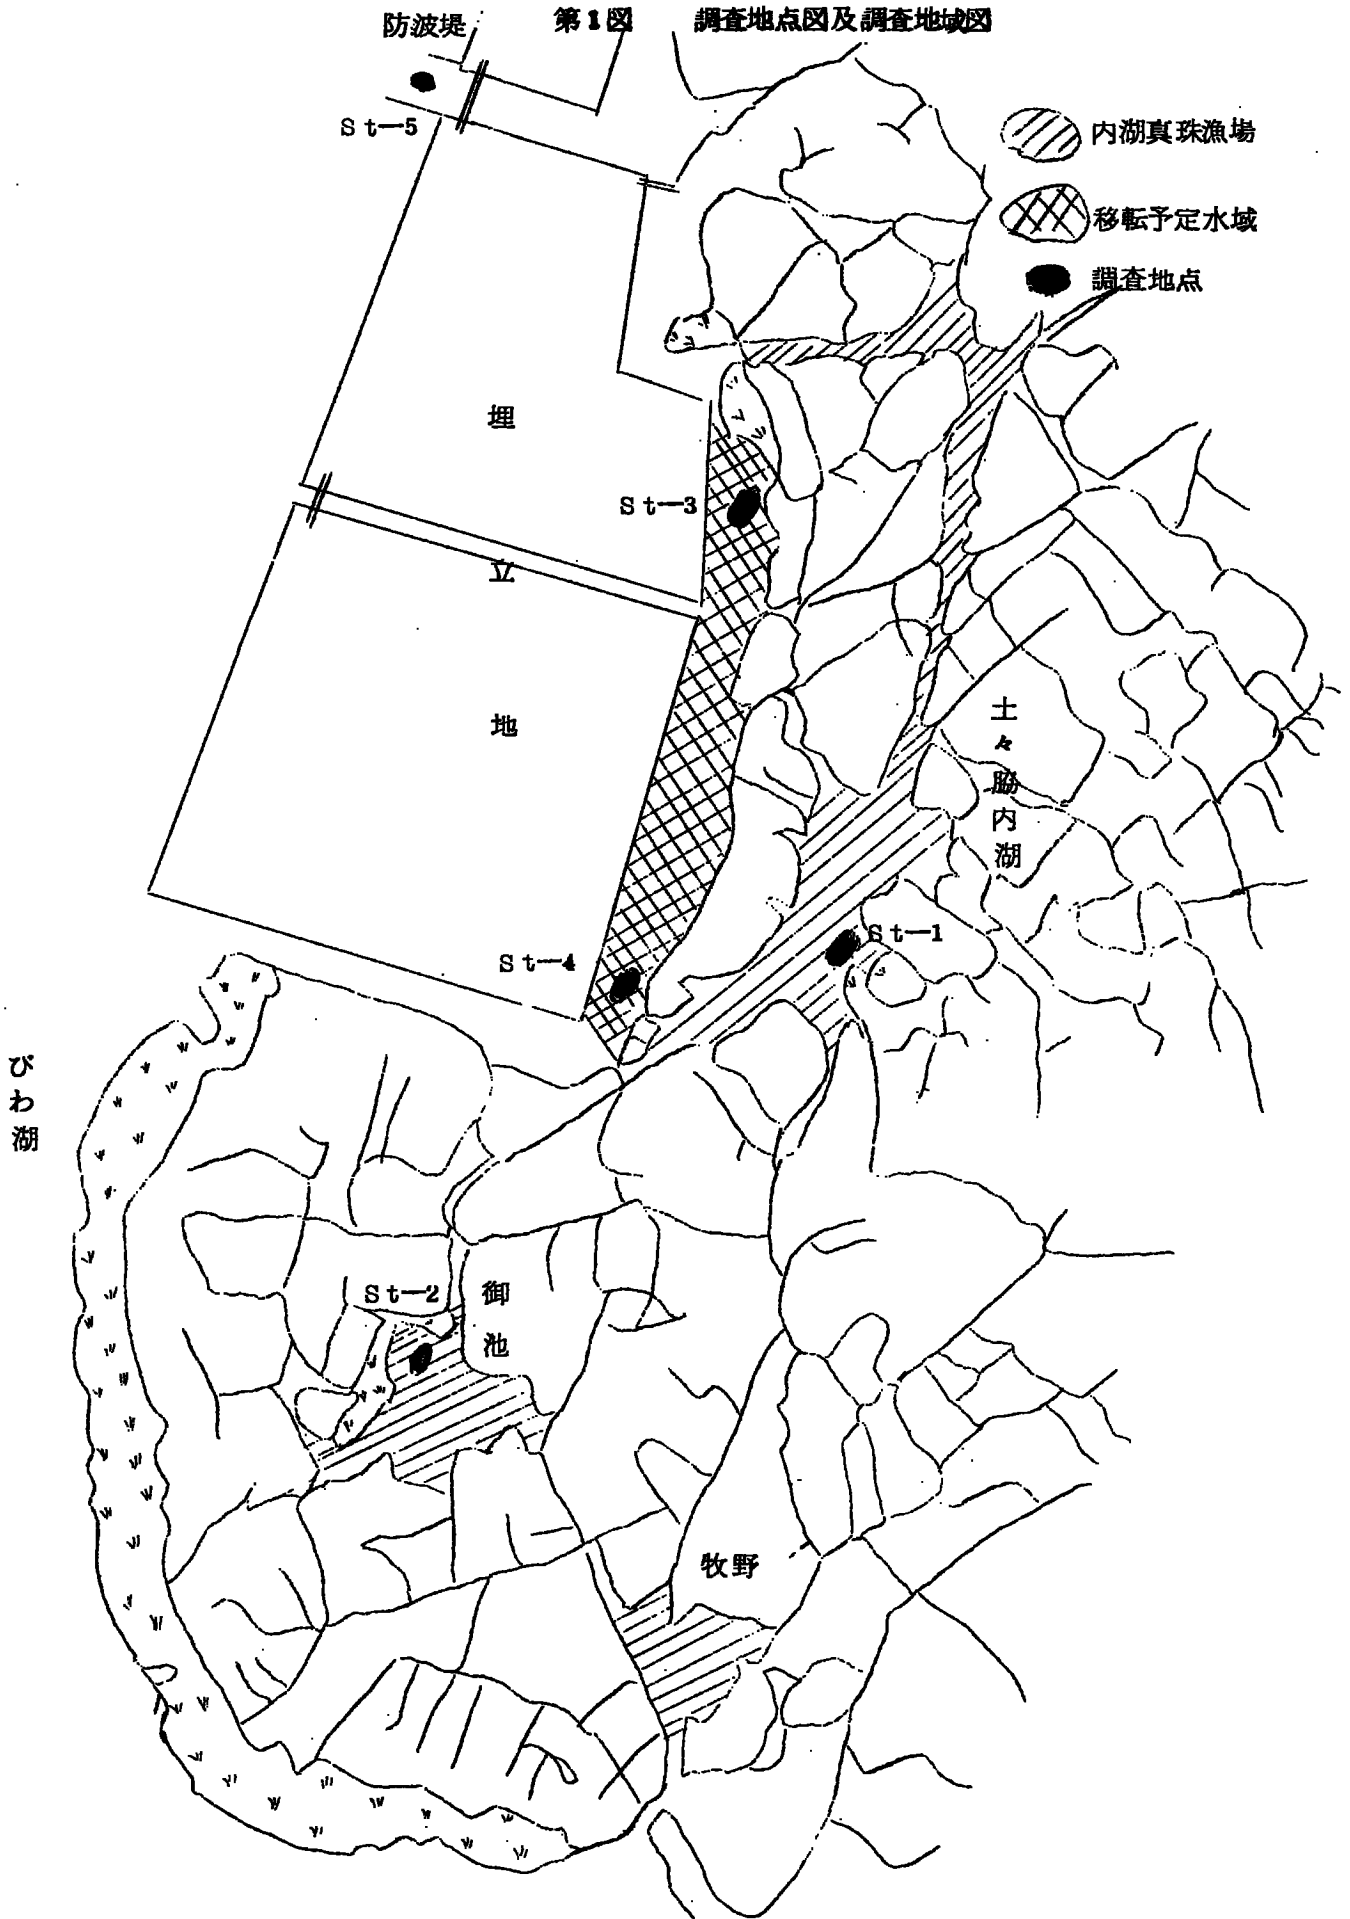 第1図　調査地点図及調査地域図
防波堤
St-5
内湖真珠漁場
移転予定水域
調査地点
埋立地
St-3
土々脇内湖
St-1
St-4
びわ湖
St-2
御池
牧野